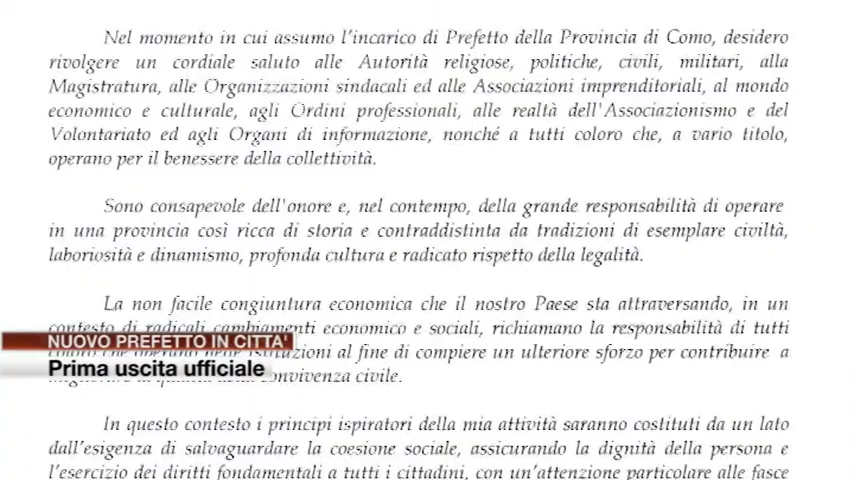 Nel momento in cui assumo l'incarico di Prefetto della Provincia di Como, desidero
rivolgere un cordiale saluto alle Autorità religiose, politiche, civili, militari, alla
Magistratura, alle Organizzazioni sindacali ed alle Associazioni imprenditoriali, al mondo
economico e culturale, agli Ordini professionali, alle realtà dell'Associazionismo e del
Volontariato ed agli Organi di informazione, nonché a tutti coloro che, a vario titolo,
operano per il benessere della collettività.
Sono consapevole dell'onore e, nel contempo, della grande responsabilità di operare
in una provincia così ricca di storia e contraddistinta da tradizioni di esemplare civiltà,
laboriosità e dinamismo, profonda cultura e radicato rispetto della legalità.
La non facile congiuntura economica che il nostro Paese sta attraversando, in un
contesto di radicali cambiamenti economico e sociali, richiamano la responsabilità di tutti
NUOVO PREFETTO IN CITTA'
al fine di compiere un ulteriore sforzo per contribuire a
Prima uscita ufficiale
convivenza civile.
In questo contesto i principi ispiratori della mia attività saranno costituti da un lato
dall'esigenza di salvaguardare la coesione sociale, assicurando la dignità della persona e
l'esercizio dei diritti fondamentali a tutti i cittadini, con un'attenzione particolare alle fasce